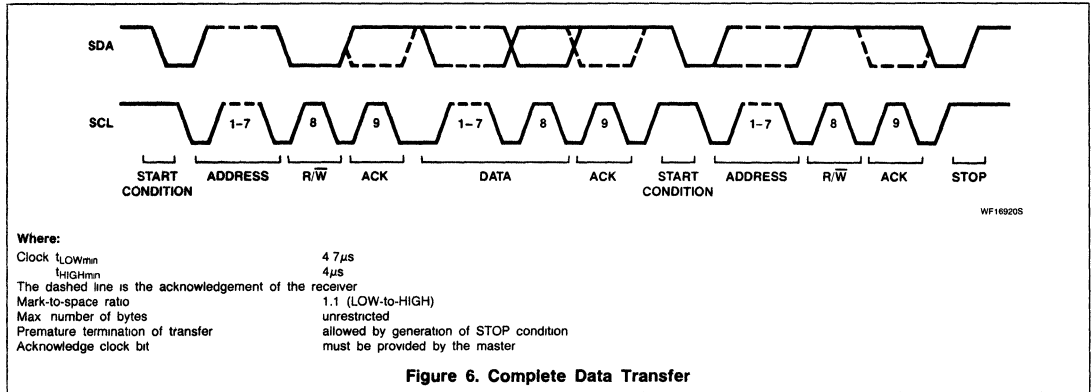 SDA
SCL
1-7 8 9 1-7 8 9 1-7 8 9
START CONDITION ADDRESS R/W̅ ACK DATA ACK START CONDITION ADDRESS R/W̅ ACK STOP
WF16920S
Where:
Clock tLOWmin 4 7µs
tHIGHmin 4µs
The dashed line is the acknowledgement of the receiver
Mark-to-space ratio 1.1 (LOW-to-HIGH)
Max number of bytes unrestricted
Premature termination of transfer allowed by generation of STOP condition
Acknowledge clock bit must be provided by the master
Figure 6. Complete Data Transfer